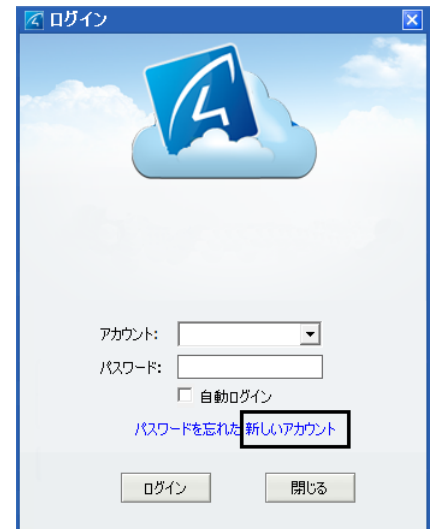 ログイン
アカウント:
パスワード:
自動ログイン
パスワードを忘れた 新しいアカウント
ログイン 閉じる